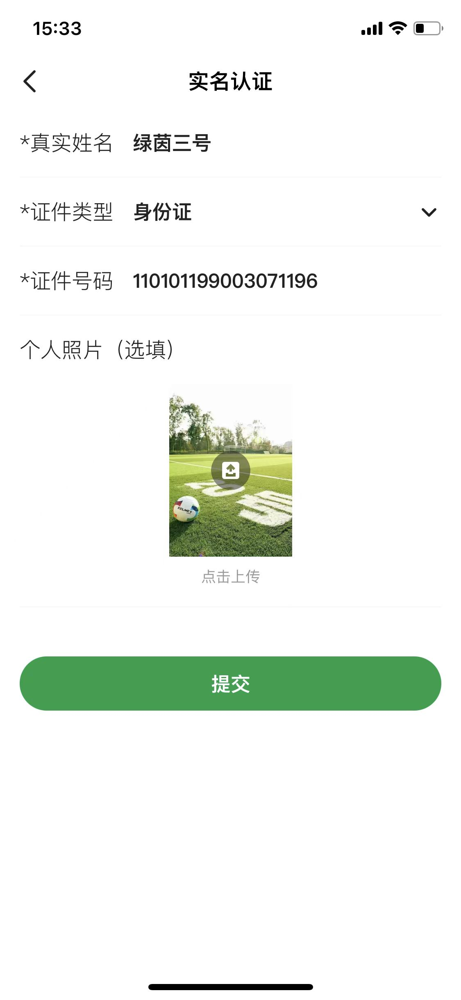 15:33
实名认证
*真实姓名 绿茵三号
*证件类型 身份证
*证件号码 110101199003071196
个人照片（选填）
KELME
点击上传
提交